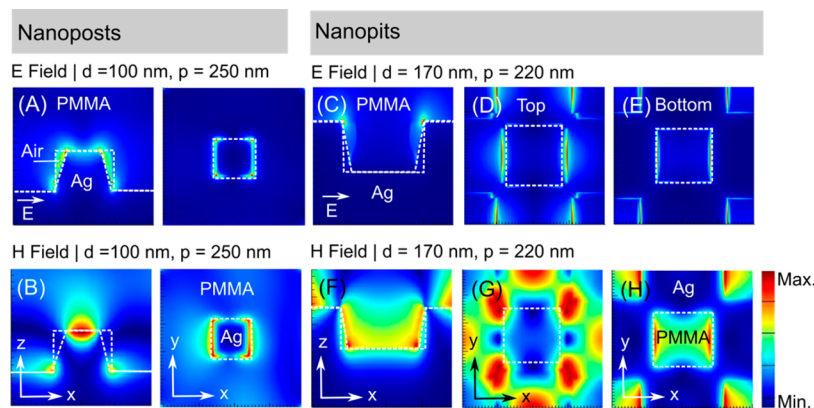 Nanoposts
Nanopits
E Field | d =100 nm, p = 250 nm
E Field | d = 170 nm, p = 220 nm
(A) PMMA
Air
Ag
E
(C) PMMA
Ag
E
(D) Top
(E) Bottom
H Field | d =100 nm, p = 250 nm
H Field | d = 170 nm, p = 220 nm
(B)
z
x
PMMA
Ag
y
x
(F)
z
x
(G)
y
x
(H) Ag
PMMA
y
x
Max.
Min.